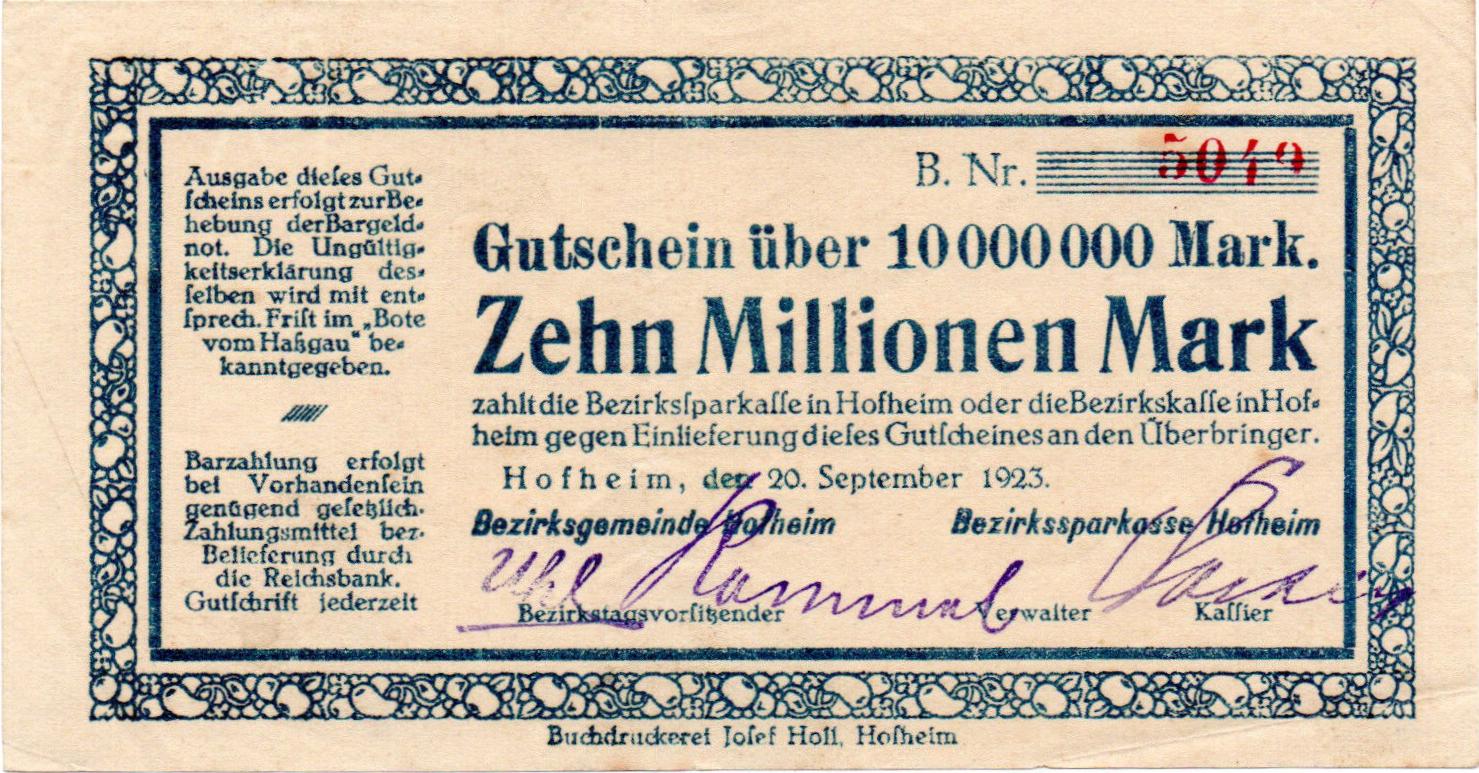 Ausgabe dieſes Gut-
ſcheins erfolgt zur Be-
hebung der Bargeld-
not. Die Ungültig-
keitserklärung des-
ſelben wird mit ent-
ſprech. Friſt im „Bote
vom Haßgau“ be-
kanntgegeben.
Barzahlung erfolgt
bei Vorhandenſein
genügend geſetzlich.
Zahlungsmittel bez.
Belieferung durch
die Reichsbank.
Gutſchrift jederzeit
B. Nr. 5049
Gutschein über 10 000 000 Mark.
Zehn Millionen Mark
zahlt die Bezirksſparkaſſe in Hofheim oder die Bezirkskaſſe in Hof-
heim gegen Einlieferung dieſes Gutſcheines an den Überbringer.
Hofheim, den 20. September 1923.
Bezirksgemeinde Hofheim Bezirkssparkasse Hofheim
Uhl
Bezirkstagsvorſitzender Verwalter Kaſſier
Buchdruckerei Joſef Holl, Hofheim